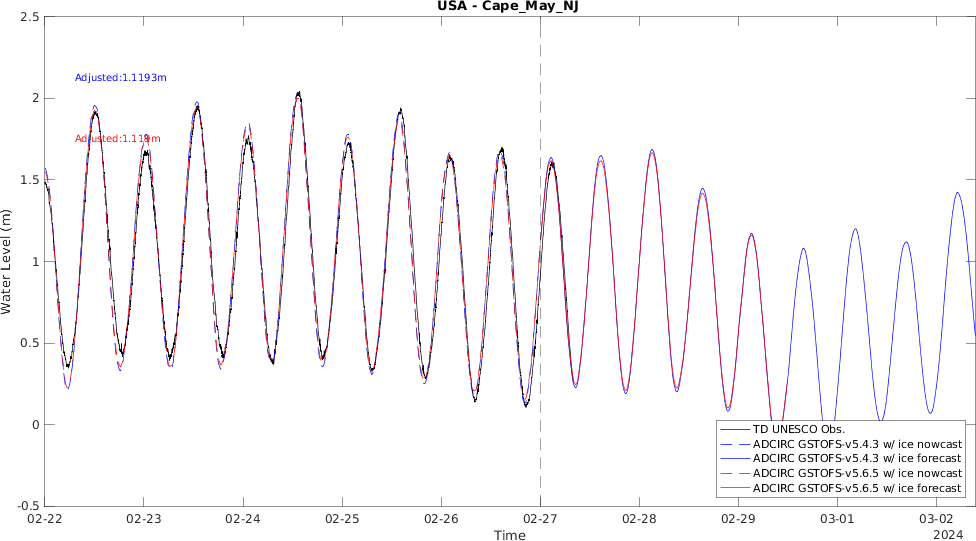 USA - Cape_May_NJ
2.5
Adjusted:1.1193m
2
Adjusted:1.119m
1.5
Water Level (m)
1
0.5
0
TD UNESCO Obs.
ADCIRC GSTOFS-v5.4.3 w/ ice nowcast
ADCIRC GSTOFS-v5.4.3 w/ ice forecast
ADCIRC GSTOFS-v5.6.5 w/ ice nowcast
ADCIRC GSTOFS-v5.6.5 w/ ice forecast
-0.5
02-22 02-23 02-24 02-25 02-26 02-27 02-28 02-29 03-01 03-02
Time
2024